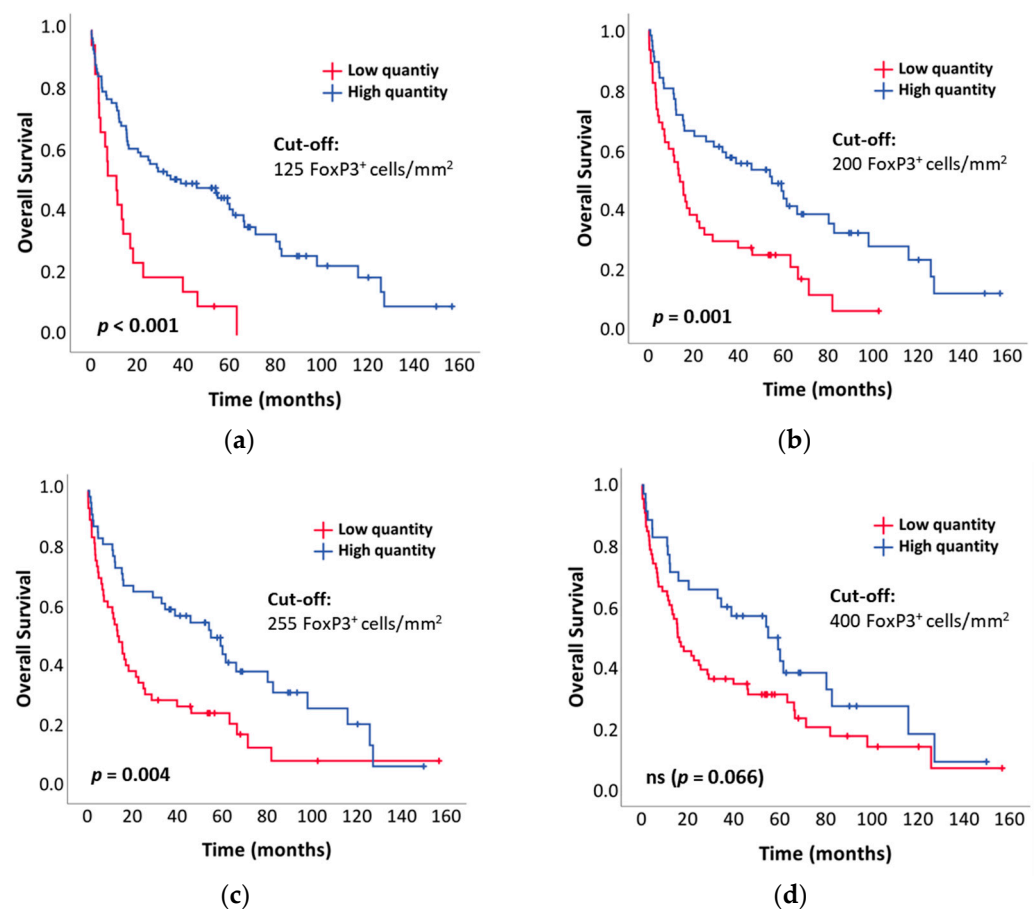 Overall Survival
1.0
0.8
0.6
0.4
0.2
0.0
Low quantiy
High quantity
Cut-off:
125 FoxP3⁺ cells/mm²
p < 0.001
0 20 40 60 80 100 120 140 160
Time (months)
(a)
Overall Survival
1.0
0.8
0.6
0.4
0.2
0.0
Low quantity
High quantity
Cut-off:
200 FoxP3⁺ cells/mm²
p = 0.001
0 20 40 60 80 100 120 140 160
Time (months)
(b)
Overall Survival
1.0
0.8
0.6
0.4
0.2
0.0
Low quantity
High quantity
Cut-off:
255 FoxP3⁺ cells/mm²
p = 0.004
0 20 40 60 80 100 120 140 160
Time (months)
(c)
Overall Survival
1.0
0.8
0.6
0.4
0.2
0.0
Low quantity
High quantity
Cut-off:
400 FoxP3⁺ cells/mm²
ns (p = 0.066)
0 20 40 60 80 100 120 140 160
Time (months)
(d)